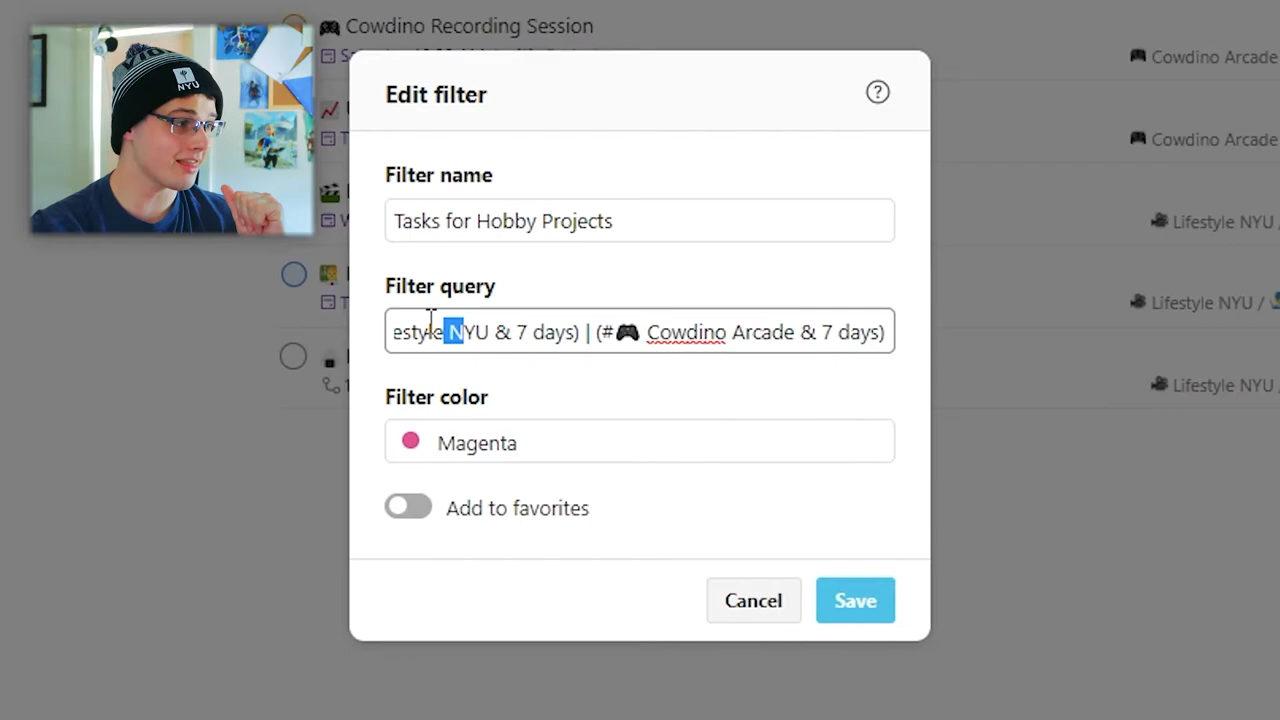 🎮 Cowdino Recording Session
🎮 Cowdino Arcade
NYU
Edit filter
?
🎮 Cowdino Arcade
Filter name
Tasks for Hobby Projects
🎥 Lifestyle NYU /
Filter query
🎥 Lifestyle NYU /
estyle NYU & 7 days) | (#🎮 Cowdino Arcade & 7 days)
🎥 Lifestyle NYU /
Filter color
Magenta
Add to favorites
Cancel
Save